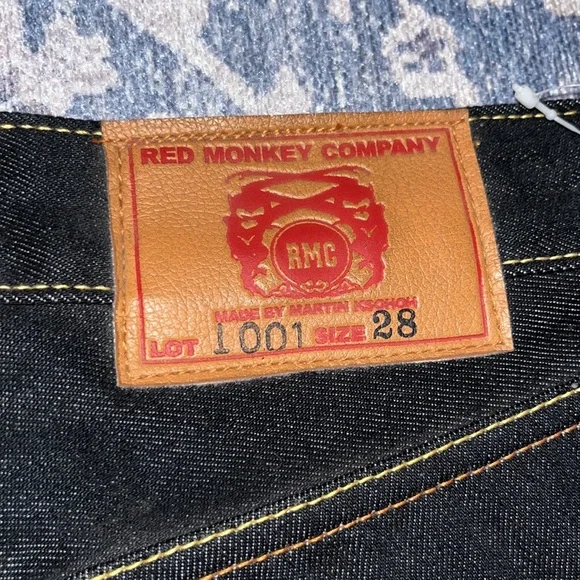 RED MONKEY COMPANY
RMC
MADE BY MARTIN KSOHOH
LOT 1001 SIZE 28